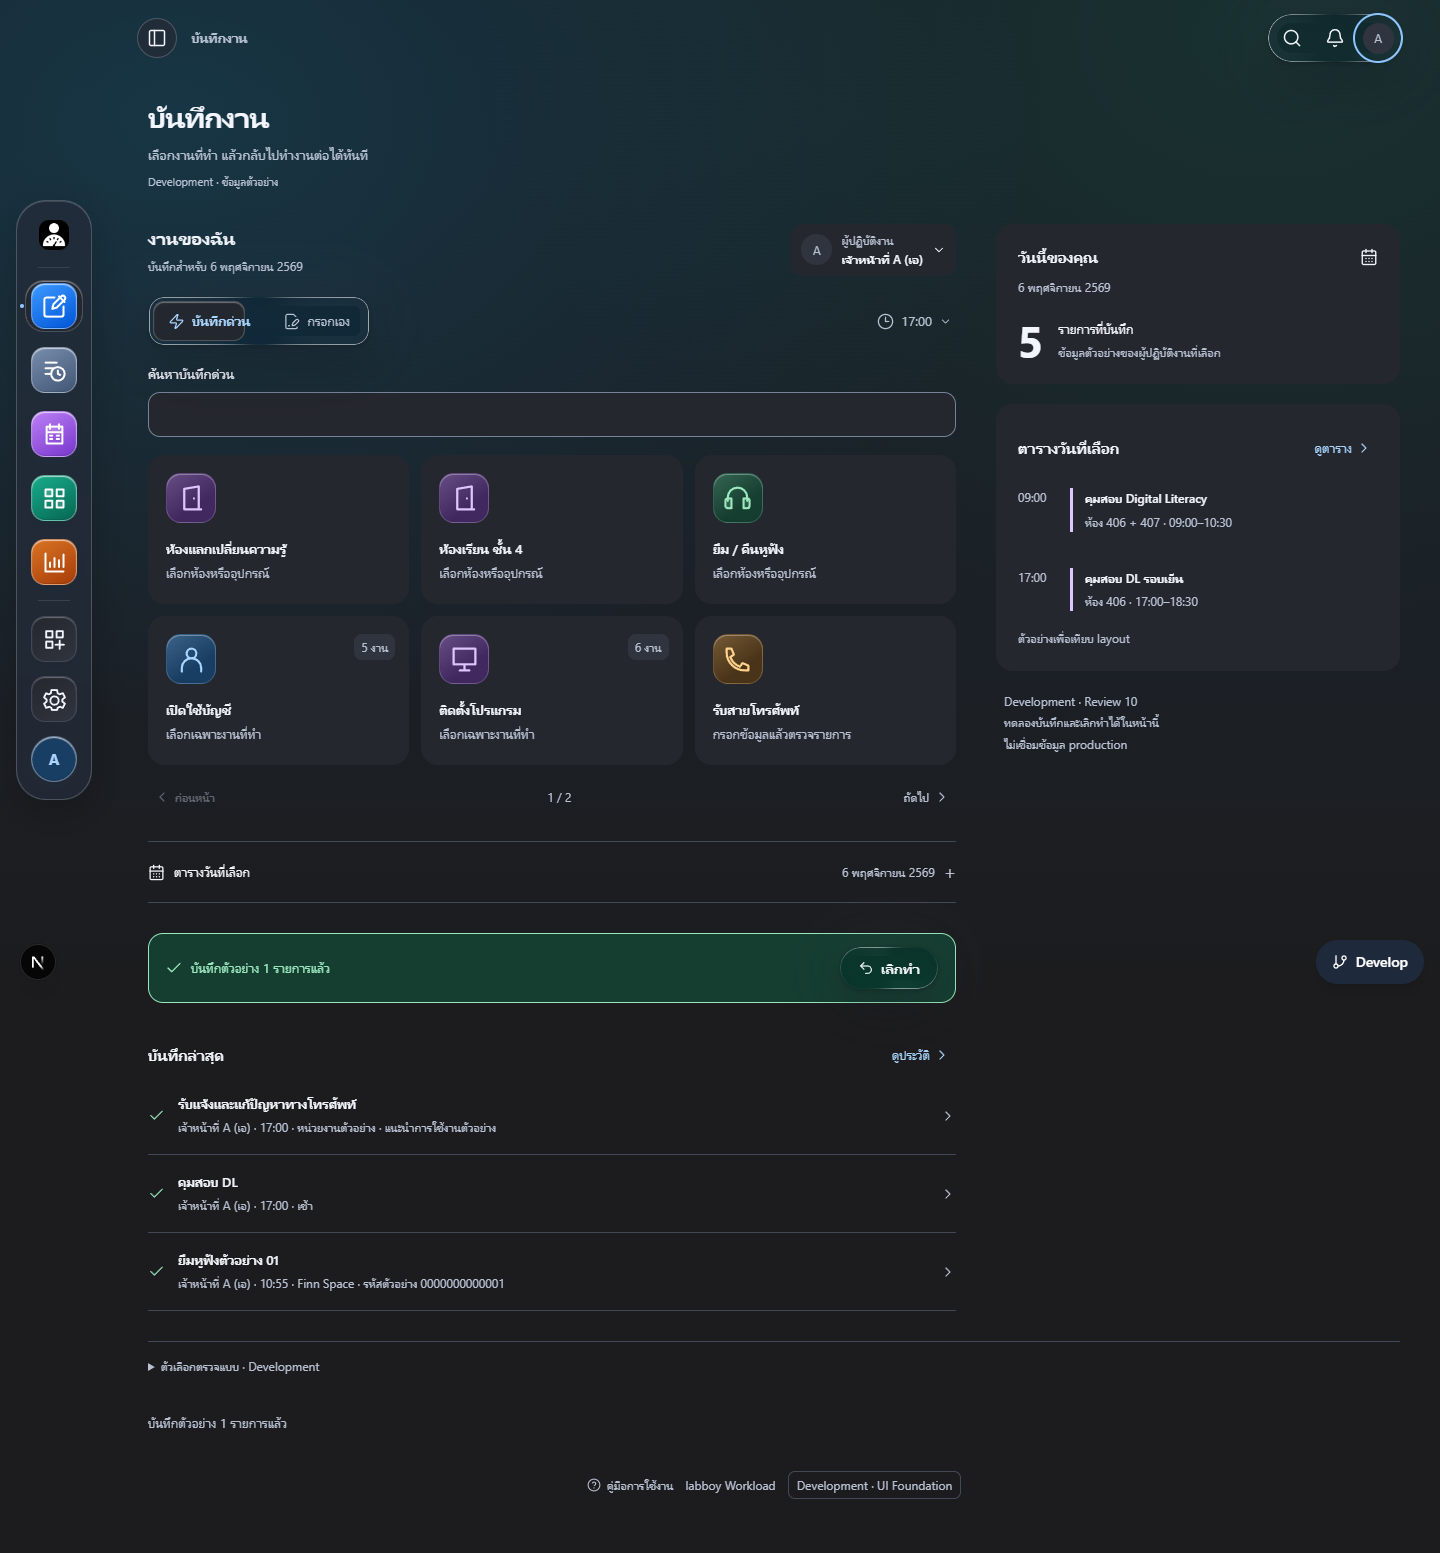 บันทึกงาน
A
บันทึกงาน
เลือกงานที่ทำ แล้วกลับไปทำงานต่อได้ทันที
Development · ข้อมูลตัวอย่าง
งานของฉัน
บันทึกสำหรับ 6 พฤศจิกายน 2569
A
ผู้ปฏิบัติงาน
เจ้าหน้าที่ A (เอ)
บันทึกด่วน
กรอกเอง
17:00
ค้นหาบันทึกด่วน
ห้องแลกเปลี่ยนความรู้
เลือกห้องหรืออุปกรณ์
ห้องเรียน ชั้น 4
เลือกห้องหรืออุปกรณ์
ยืม / คืนหูฟัง
เลือกห้องหรืออุปกรณ์
5 งาน
เปิดใช้บัญชี
เลือกเฉพาะงานที่ทำ
6 งาน
ติดตั้งโปรแกรม
เลือกเฉพาะงานที่ทำ
รับสายโทรศัพท์
กรอกข้อมูลแล้วตรวจรายการ
ก่อนหน้า
1 / 2
ถัดไป
ตารางวันที่เลือก
6 พฤศจิกายน 2569
บันทึกตัวอย่าง 1 รายการแล้ว
เลิกทำ
บันทึกล่าสุด
ดูประวัติ
รับแจ้งและแก้ปัญหาทางโทรศัพท์
เจ้าหน้าที่ A (เอ) · 17:00 · หน่วยงานตัวอย่าง · แนะนำการใช้งานตัวอย่าง
คุมสอบ DL
เจ้าหน้าที่ A (เอ) · 17:00 · เช้า
ยืมหูฟังตัวอย่าง 01
เจ้าหน้าที่ A (เอ) · 10:55 · Finn Space · รหัสตัวอย่าง 0000000000001
วันนี้ของคุณ
6 พฤศจิกายน 2569
5
รายการที่บันทึก
ข้อมูลตัวอย่างของผู้ปฏิบัติงานที่เลือก
ตารางวันที่เลือก
ดูตาราง
09:00
คุมสอบ Digital Literacy
ห้อง 406 + 407 · 09:00–10:30
17:00
คุมสอบ DL รอบเย็น
ห้อง 406 · 17:00–18:30
ตัวอย่างเพื่อเทียบ layout
Development · Review 10
ทดลองบันทึกและเลิกทำได้ในหน้านี้
ไม่เชื่อมข้อมูล production
A
N
Develop
ตัวเลือกตรวจแบบ · Development
บันทึกตัวอย่าง 1 รายการแล้ว
คู่มือการใช้งาน
labboy Workload
Development · UI Foundation